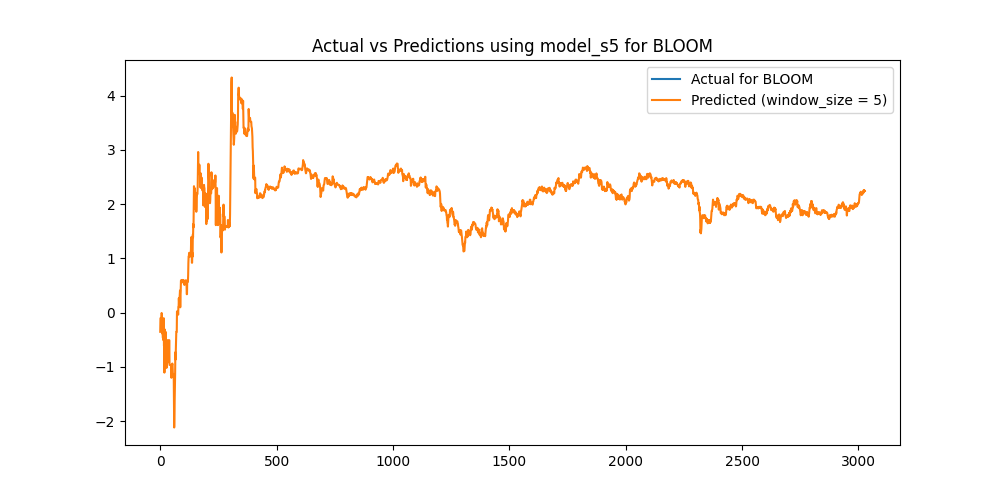 Actual vs Predictions using model_s5 for BLOOM
Actual for BLOOM
Predicted (window_size = 5)
4
3
2
1
0
−1
−2
0 500 1000 1500 2000 2500 3000